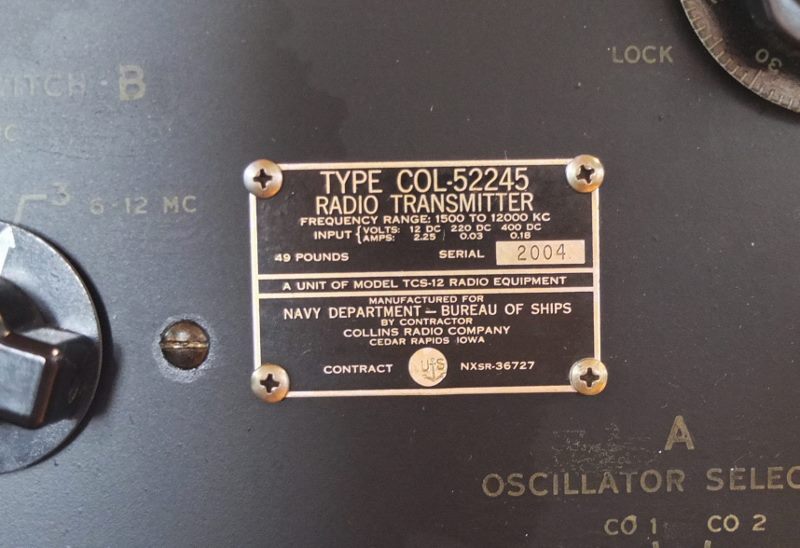 LOCK
30
B
3 6-12 MC
TYPE COL-52245
RADIO TRANSMITTER
FREQUENCY RANGE: 1500 TO 12000 KC
INPUT { VOLTS: 12 DC 220 DC 400 DC
AMPS: 2.25 0.03 0.18
49 POUNDS SERIAL 2004
A UNIT OF MODEL TCS-12 RADIO EQUIPMENT
MANUFACTURED FOR
NAVY DEPARTMENT — BUREAU OF SHIPS
BY CONTRACTOR
COLLINS RADIO COMPANY
CEDAR RAPIDS IOWA
CONTRACT US NXSR-36727
A
OSCILLATOR SELEC
CO 1 CO 2